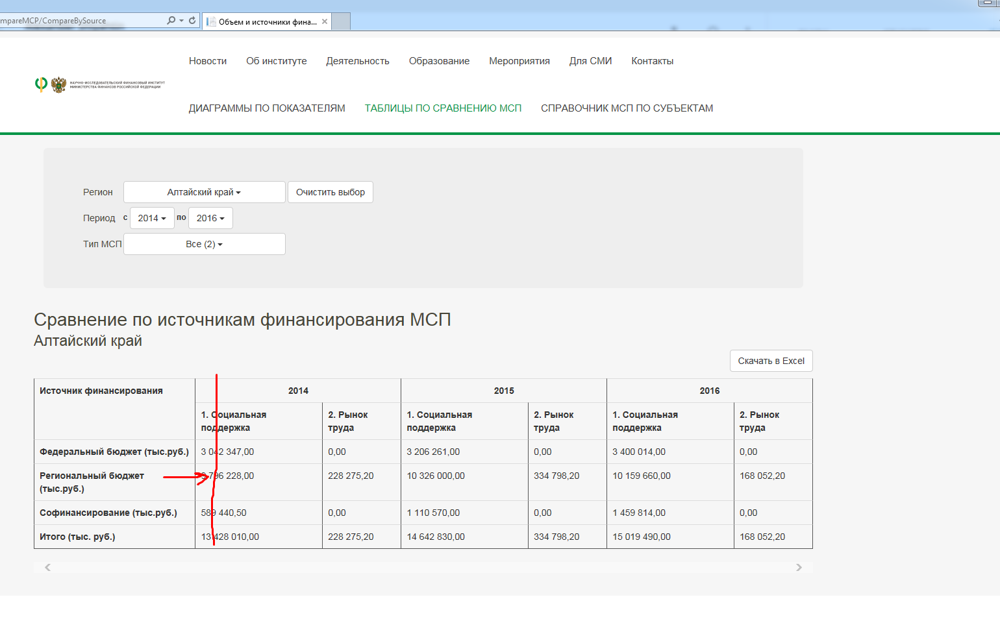 mpareMCP/CompareBySource
Объем и источники фина...
Новости Об институте Деятельность Образование Мероприятия Для СМИ Контакты
НАУЧНО-ИССЛЕДОВАТЕЛЬСКИЙ ФИНАНСОВЫЙ ИНСТИТУТ
МИНИСТЕРСТВА ФИНАНСОВ РОССИЙСКОЙ ФЕДЕРАЦИИ
ДИАГРАММЫ ПО ПОКАЗАТЕЛЯМ ТАБЛИЦЫ ПО СРАВНЕНИЮ МСП СПРАВОЧНИК МСП ПО СУБЪЕКТАМ
Регион Алтайский край Очистить выбор
Период с 2014 по 2016
Тип МСП Все (2)
Сравнение по источникам финансирования МСП
Алтайский край
Скачать в Excel
Источник финансирования 2014 2015 2016
1. Социальная 2. Рынок 1. Социальная 2. Рынок 1. Социальная 2. Рынок
поддержка труда поддержка труда поддержка труда
Федеральный бюджет (тыс.руб.) 3 042 347,00 0,00 3 206 261,00 0,00 3 400 014,00 0,00
Региональный бюджет 9 796 228,00 228 275,20 10 326 000,00 334 798,20 10 159 660,00 168 052,20
(тыс.руб.)
Софинансирование (тыс.руб.) 589 440,50 0,00 1 110 570,00 0,00 1 459 814,00 0,00
Итого (тыс. руб.) 13 428 010,00 228 275,20 14 642 830,00 334 798,20 15 019 490,00 168 052,20